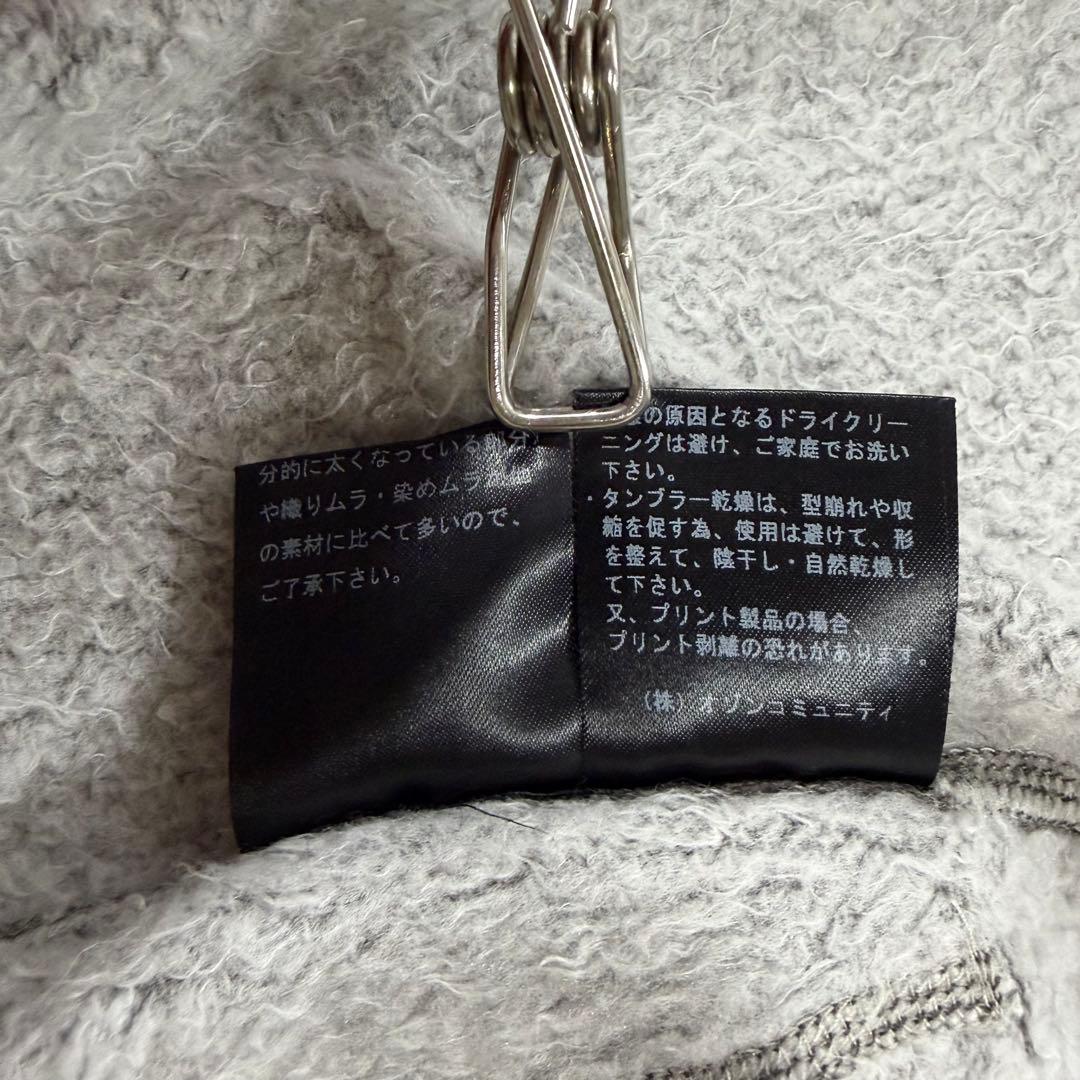 分的に太くなっている部分）
や織りムラ・染めムラ
の素材に比べて多いので、
ご了承下さい。
の原因となるドライクリー
ニングは避け、ご家庭でお洗い
下さい。
・タンブラー乾燥は、型崩れや収
縮を促す為、使用は避けて、形
を整えて、陰干し・自然乾燥し
て下さい。
又、プリント製品の場合、
プリント剥離の恐れがあります。
（株）オゾンコミュニティ